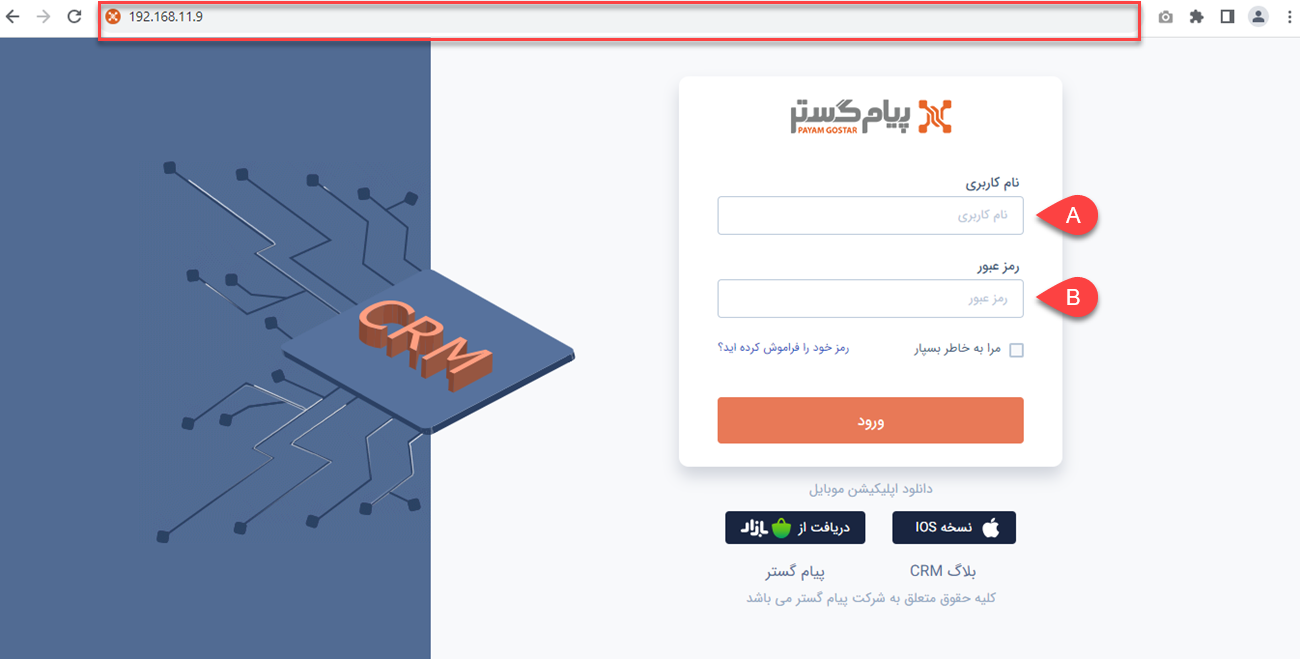 192.168.11.9
پیام گستر
PAYAM GOSTAR
نام کاربری
نام کاربری
A
رمز عبور
رمز عبور
B
مرا به خاطر بسپار
رمز خود را فراموش کرده اید؟
ورود
CRM
دانلود اپلیکیشن موبایل
نسخه IOS
دریافت از بازار
بلاگ CRM
پیام گستر
کلیه حقوق متعلق به شرکت پیام گستر می باشد